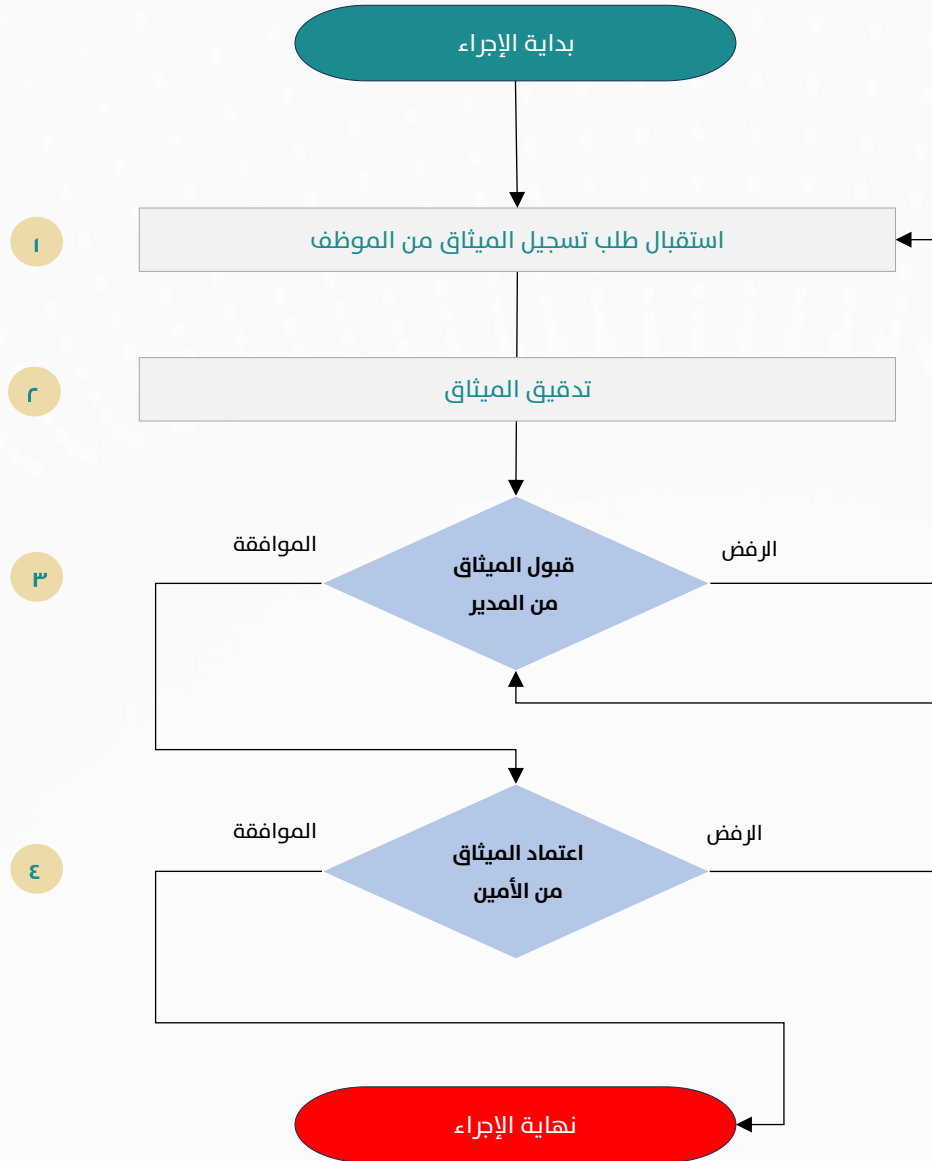 بداية الإجراء
١
استقبال طلب تسجيل الميثاق من الموظف
٢
تدقيق الميثاق
الرفض
الموافقة
٣
قبول الميثاق
من المدير
الرفض
الموافقة
٤
اعتماد الميثاق
من الأمين
نهاية الإجراء